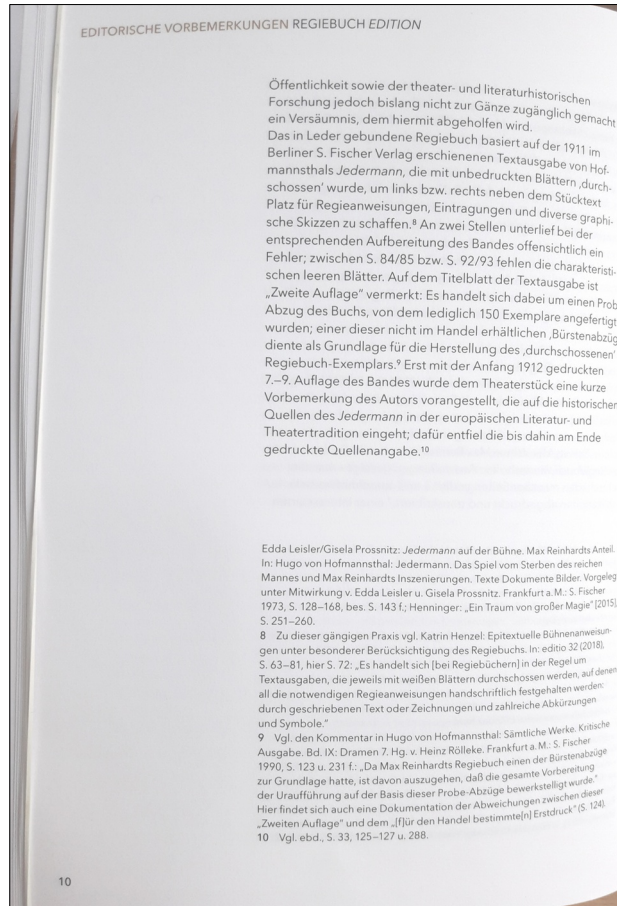 EDITORISCHE VORBEMERKUNGEN REGIEBUCH EDITION
Öffentlichkeit sowie der theater- und literaturhistorischen
Forschung jedoch bislang nicht zur Gänze zugänglich gemacht
ein Versäumnis, dem hiermit abgeholfen wird.
Das in Leder gebundene Regiebuch basiert auf der 1911 im
Berliner S. Fischer Verlag erschienenen Textausgabe von Hof-
mannsthals Jedermann, die mit unbedruckten Blättern ‚durch-
schossen' wurde, um links bzw. rechts neben dem Stücktext
Platz für Regieanweisungen, Eintragungen und diverse graphi-
sche Skizzen zu schaffen.⁸ An zwei Stellen unterlief bei der
entsprechenden Aufbereitung des Bandes offensichtlich ein
Fehler; zwischen S. 84/85 bzw. S. 92/93 fehlen die charakteristi-
schen leeren Blätter. Auf dem Titelblatt der Textausgabe ist
„Zweite Auflage" vermerkt: Es handelt sich dabei um einen Prob
Abzug des Buchs, von dem lediglich 150 Exemplare angefertigt
wurden; einer dieser nicht im Handel erhältlichen ‚Bürstenabzüg
diente als Grundlage für die Herstellung des ‚durchschossenen'
Regiebuch-Exemplars.⁹ Erst mit der Anfang 1912 gedruckten
7.–9. Auflage des Bandes wurde dem Theaterstück eine kurze
Vorbemerkung des Autors vorangestellt, die auf die historischen
Quellen des Jedermann in der europäischen Literatur- und
Theatertradition eingeht; dafür entfiel die bis dahin am Ende
gedruckte Quellenangabe.¹⁰
Edda Leisler/Gisela Prossnitz: Jedermann auf der Bühne. Max Reinhardts Anteil.
In: Hugo von Hofmannsthal: Jedermann. Das Spiel vom Sterben des reichen
Mannes und Max Reinhardts Inszenierungen. Texte Dokumente Bilder. Vorgeleg
unter Mitwirkung v. Edda Leisler u. Gisela Prossnitz. Frankfurt a. M.: S. Fischer
1973, S. 128–168, bes. S. 143 f.; Henninger: „Ein Traum von großer Magie" [2015],
S. 251–260.
8 Zu dieser gängigen Praxis vgl. Katrin Henzel: Epitextuelle Bühnenanweisun-
gen unter besonderer Berücksichtigung des Regiebuchs. In: editio 32 (2018),
S. 63–81, hier S. 72: „Es handelt sich [bei Regiebüchern] in der Regel um
Textausgaben, die jeweils mit weißen Blättern durchschossen werden, auf denen
all die notwendigen Regieanweisungen handschriftlich festgehalten werden:
durch geschriebenen Text oder Zeichnungen und zahlreiche Abkürzungen
und Symbole."
9 Vgl. den Kommentar in Hugo von Hofmannsthal: Sämtliche Werke. Kritische
Ausgabe. Bd. IX: Dramen 7. Hg. v. Heinz Rölleke. Frankfurt a. M.: S. Fischer
1990, S. 123 u. 231 f.: „Da Max Reinhardts Regiebuch einen der Bürstenabzüge
zur Grundlage hatte, ist davon auszugehen, daß die gesamte Vorbereitung
der Uraufführung auf der Basis dieser Probe-Abzüge bewerkstelligt wurde."
Hier findet sich auch eine Dokumentation der Abweichungen zwischen dieser
„Zweiten Auflage" und dem „[f]ür den Handel bestimmte[n] Erstdruck" (S. 124).
10 Vgl. ebd., S. 33, 125–127 u. 288.
10